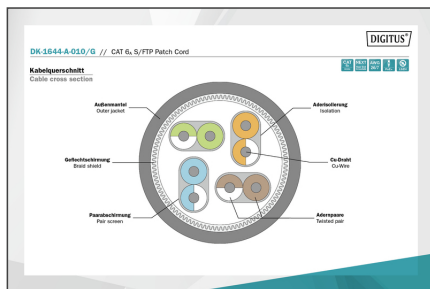 DIGITUS®
DK-1644-A-010/G // CAT 6A S/FTP Patch Cord
Kabelquerschnitt
Cable cross section
Außenmantel
Outer jacket
Aderisolierung
Isolation
Geflechtschirmung
Braid shield
Cu-Draht
Cu-Wire
Paarabschirmung
Pair screen
Adernpaare
Twisted pair